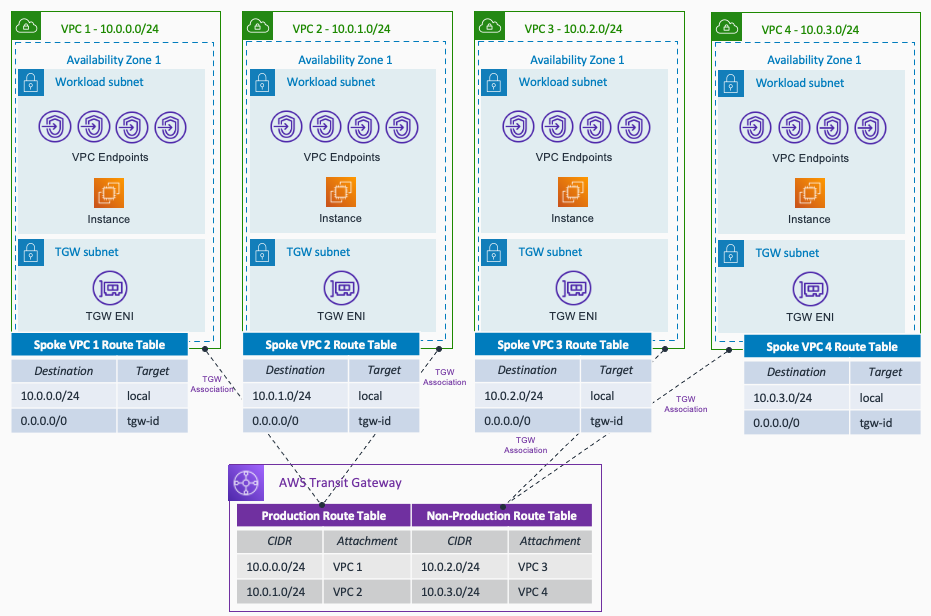 VPC 1 - 10.0.0.0/24
Availability Zone 1
Workload subnet
VPC Endpoints
Instance
TGW subnet
TGW ENI
Spoke VPC 1 Route Table
Destination Target
10.0.0.0/24 local
0.0.0.0/0 tgw-id
VPC 2 - 10.0.1.0/24
Availability Zone 1
Workload subnet
VPC Endpoints
Instance
TGW subnet
TGW ENI
Spoke VPC 2 Route Table
Destination Target
10.0.1.0/24 local
0.0.0.0/0 tgw-id
VPC 3 - 10.0.2.0/24
Availability Zone 1
Workload subnet
VPC Endpoints
Instance
TGW subnet
TGW ENI
Spoke VPC 3 Route Table
Destination Target
10.0.2.0/24 local
0.0.0.0/0 tgw-id
VPC 4 - 10.0.3.0/24
Availability Zone 1
Workload subnet
VPC Endpoints
Instance
TGW subnet
TGW ENI
Spoke VPC 4 Route Table
Destination Target
10.0.3.0/24 local
0.0.0.0/0 tgw-id
TGW
Association
TGW
Association
TGW
Association
TGW
Association
AWS Transit Gateway
Production Route Table Non-Production Route Table
CIDR Attachment CIDR Attachment
10.0.0.0/24 VPC 1 10.0.2.0/24 VPC 3
10.0.1.0/24 VPC 2 10.0.3.0/24 VPC 4